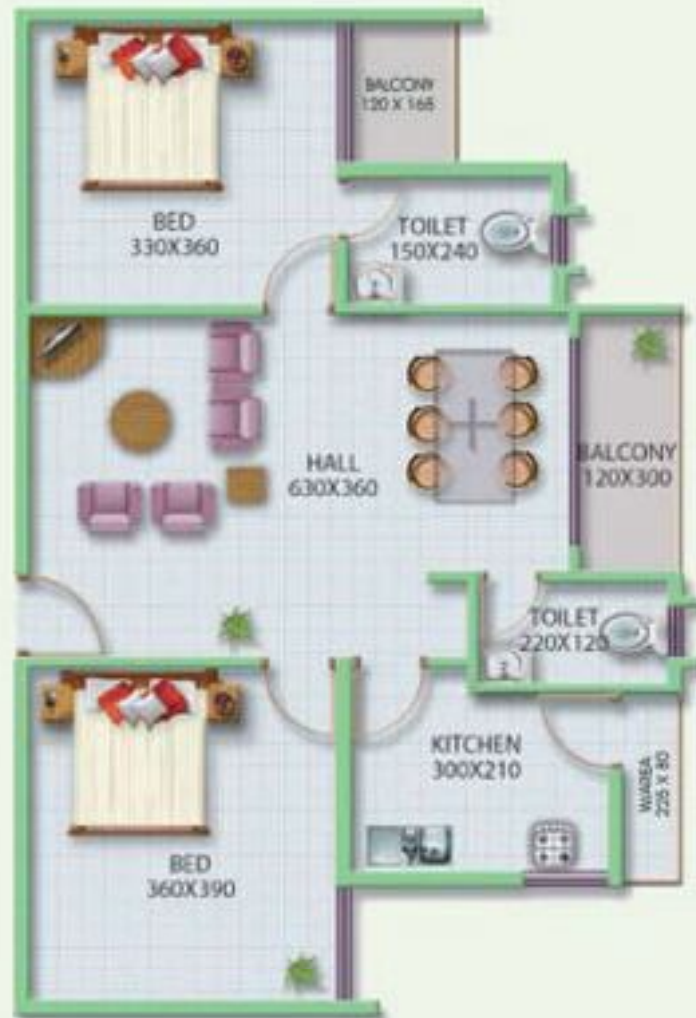 BALCONY
120 X 165
BED
330X360
TOILET
150X240
HALL
630X360
BALCONY
120X300
TOILET
220X120
KITCHEN
300X210
W.AREA
225 X 80
BED
360X390